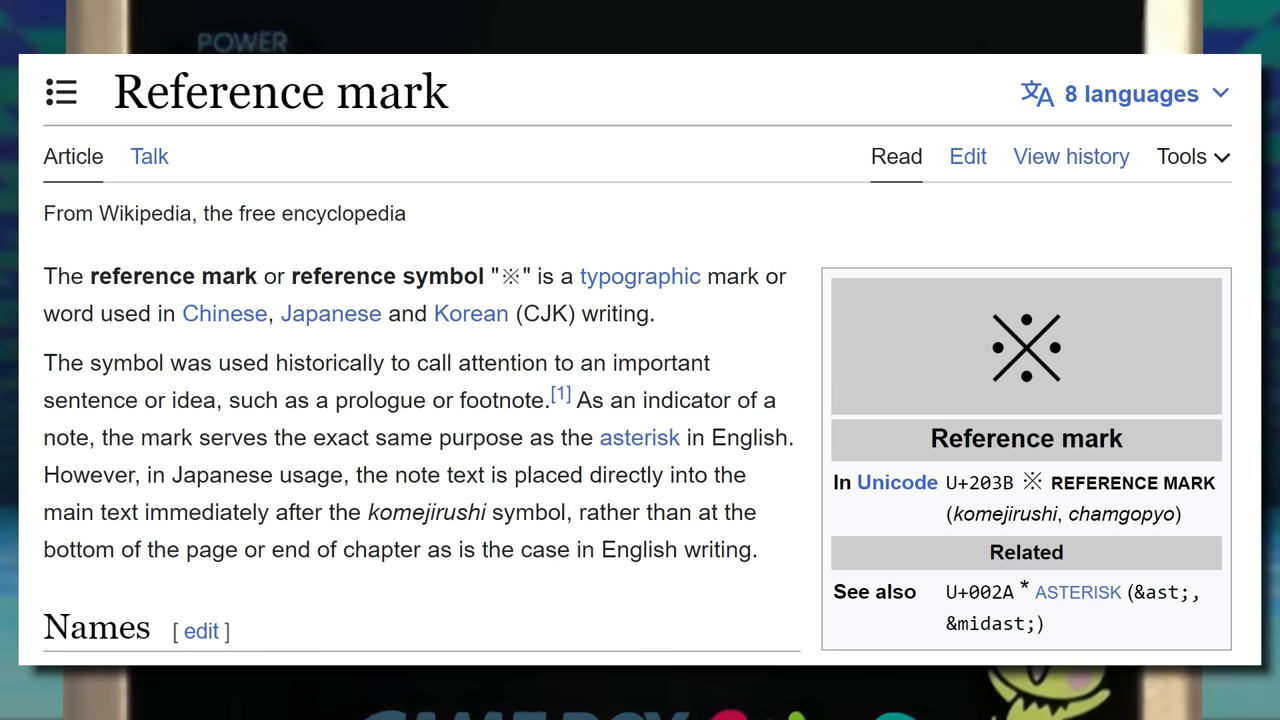 POWER
Reference mark
8 languages
Article Talk Read Edit View history Tools
From Wikipedia, the free encyclopedia
The reference mark or reference symbol "※" is a typographic mark or
word used in Chinese, Japanese and Korean (CJK) writing.
The symbol was used historically to call attention to an important
sentence or idea, such as a prologue or footnote.[1] As an indicator of a
note, the mark serves the exact same purpose as the asterisk in English.
However, in Japanese usage, the note text is placed directly into the
main text immediately after the komejirushi symbol, rather than at the
bottom of the page or end of chapter as is the case in English writing.
Names [ edit ]
※
Reference mark
In Unicode U+203B ※ REFERENCE MARK
(komejirushi, chamgopyo)
Related
See also U+002A * ASTERISK (&ast;,
&midast;)
GAME BOY